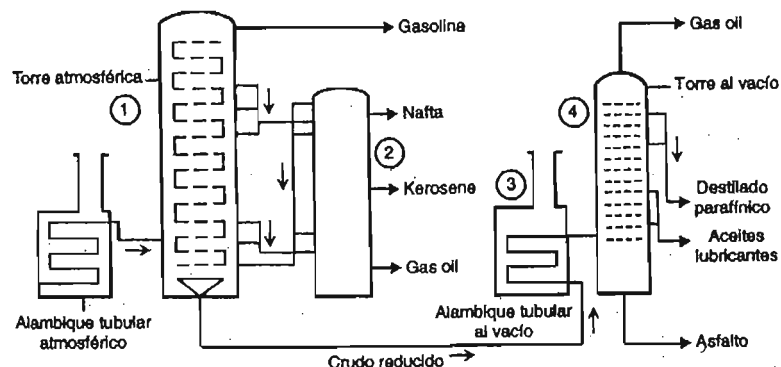 Gasolina
Torre atmosférica
1
Nafta
2
Kerosene
Gas oil
Alambique tubular
atmosférico
Crudo reducido
3
Alambique tubular
al vacío
Gas oil
Torre al vacío
4
Destilado
parafínico
Aceites
lubricantes
Asfalto